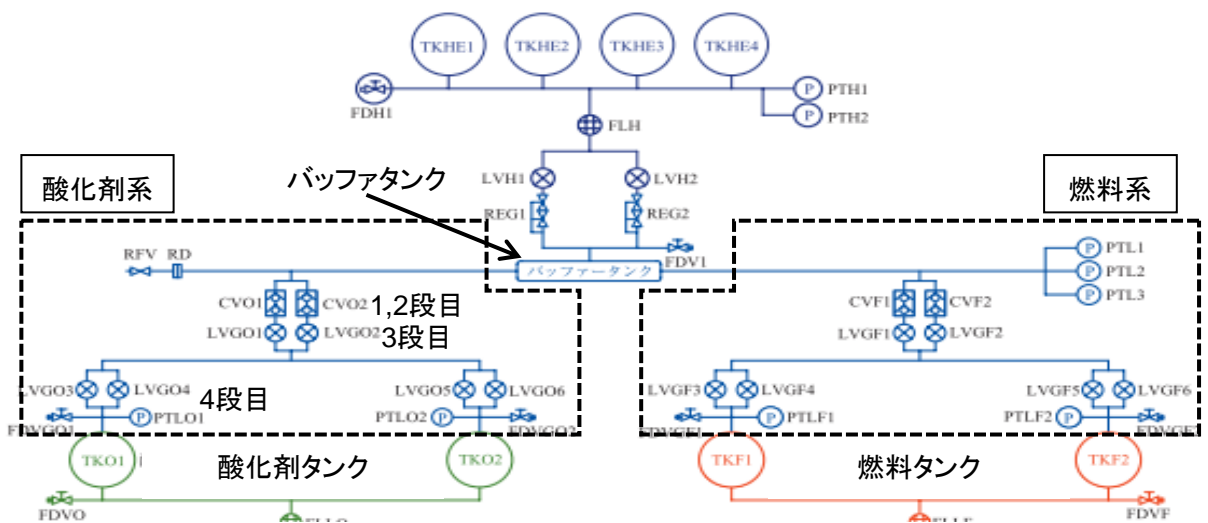 TKHE1 TKHE2 TKHE3 TKHE4
FDH1
P PTH1
P PTH2
FLH
酸化剤系
バッファタンク
燃料系
LVH1 LVH2
REG1 REG2
RFV RD
バッファータンク
FDV1
P PTL1
P PTL2
P PTL3
CVO1 CVO2 1,2段目
CVF1 CVF2
LVGO1 LVGO2 3段目
LVGF1 LVGF2
LVGO3 LVGO4 4段目
LVGO5 LVGO6
LVGF3 LVGF4
LVGF5 LVGF6
P PTLO1
PTLO2 P
P PTLF1
PTLF2 P
FDVGO1 FDVGO2
FDVGF1
TKO1 酸化剤タンク TKO2
TKF1 燃料タンク TKF2
FDVO
FDVF